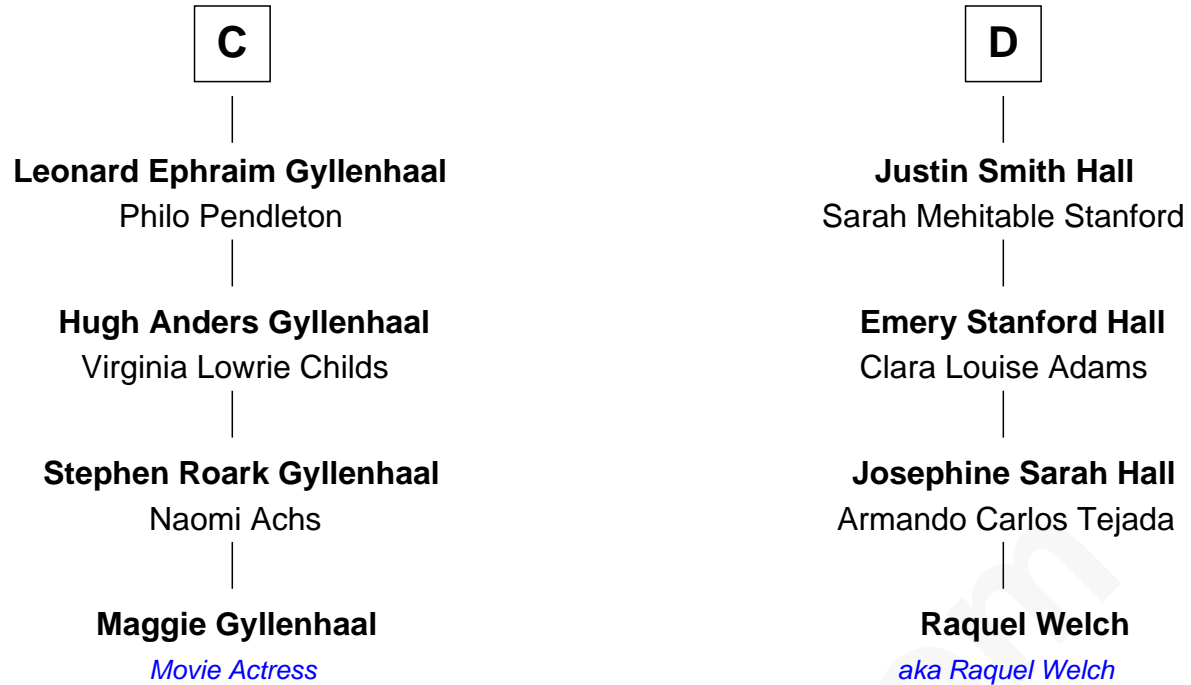 C
Leonard Ephraim Gyllenhaal
Philo Pendleton
Hugh Anders Gyllenhaal
Virginia Lowrie Childs
Stephen Roark Gyllenhaal
Naomi Achs
Maggie Gyllenhaal
Movie Actress
D
Justin Smith Hall
Sarah Mehitable Stanford
Emery Stanford Hall
Clara Louise Adams
Josephine Sarah Hall
Armando Carlos Tejada
Raquel Welch
aka Raquel Welch